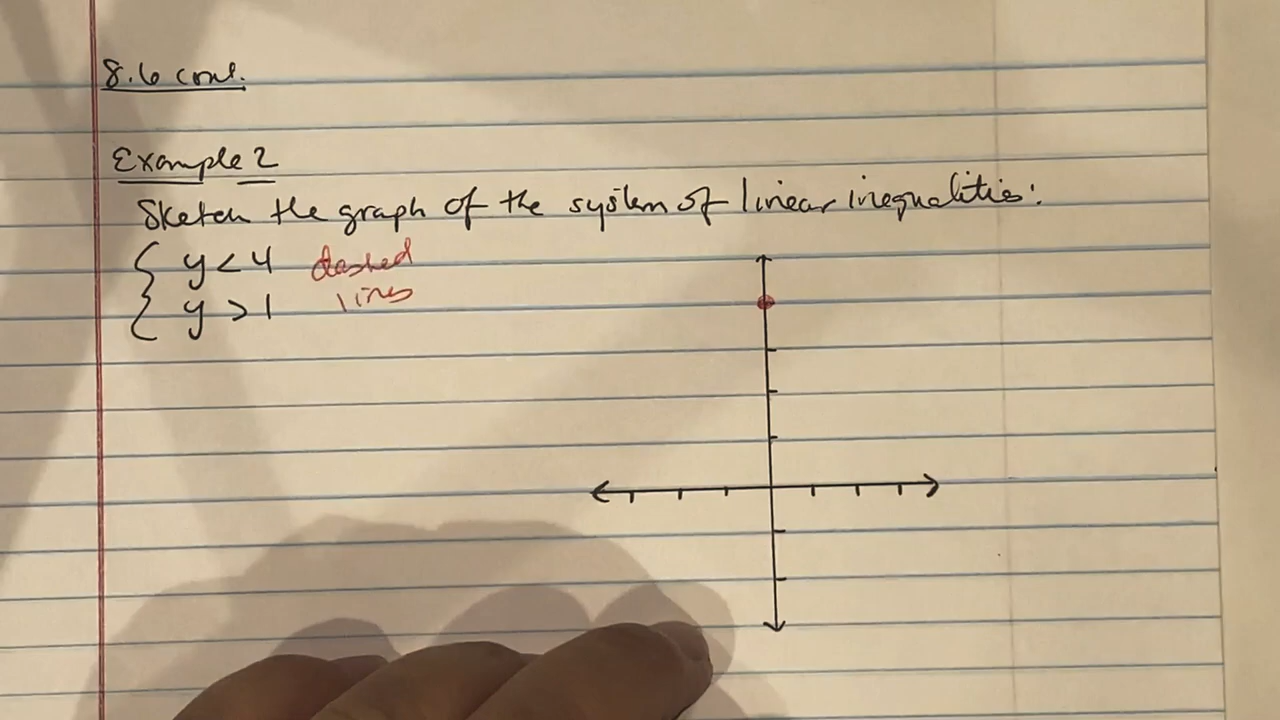 8.6 cont.
Example 2
Sketch the graph of the system of linear inequalities:
{ y < 4 dashed
{ y > 1 lines